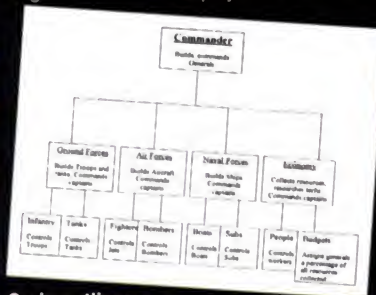 Commander
Builds, commands
Generals
Ground Forces
Builds Troops and
tanks. Commands
captains
Air Forces
Builds Aircraft
Commands
captains
Naval Forces
Builds Ships
Commands
captains
Economy
Collects resources,
researches techs
Commands captains
Infantry
Controls
Troops
Tanks
Controls
Tanks
Fighters
Controls
Jets
Bombers
Controls
Bombers
Boats
Controls
Boats
Subs
Controls
Subs
People
Controls
workers
Budgets
Assigns generals
a percentage of
all resources
collected